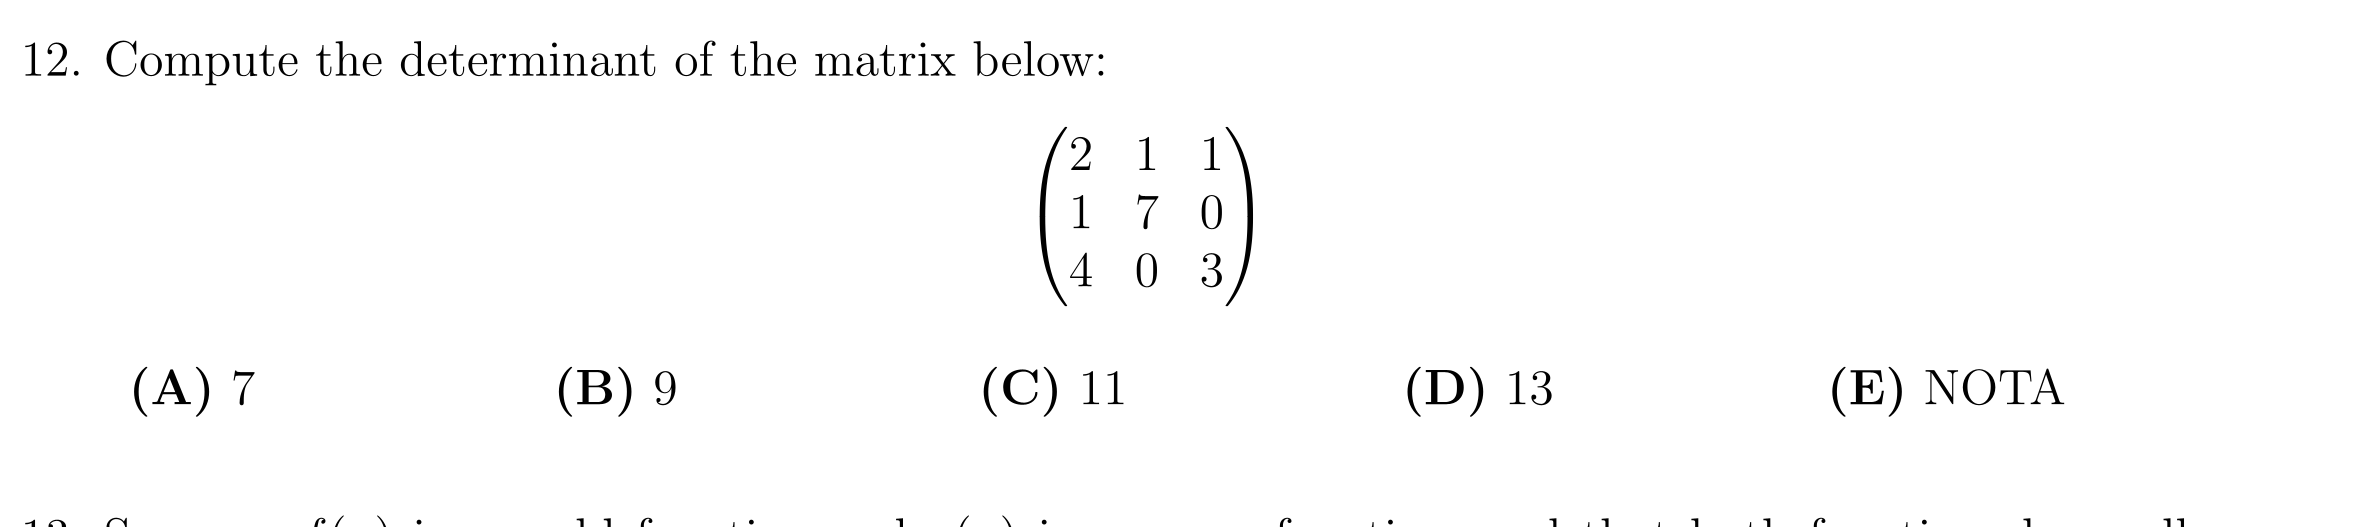 12. Compute the determinant of the matrix below:
2 1 1
1 7 0
4 0 3
(A) 7 (B) 9 (C) 11 (D) 13 (E) NOTA